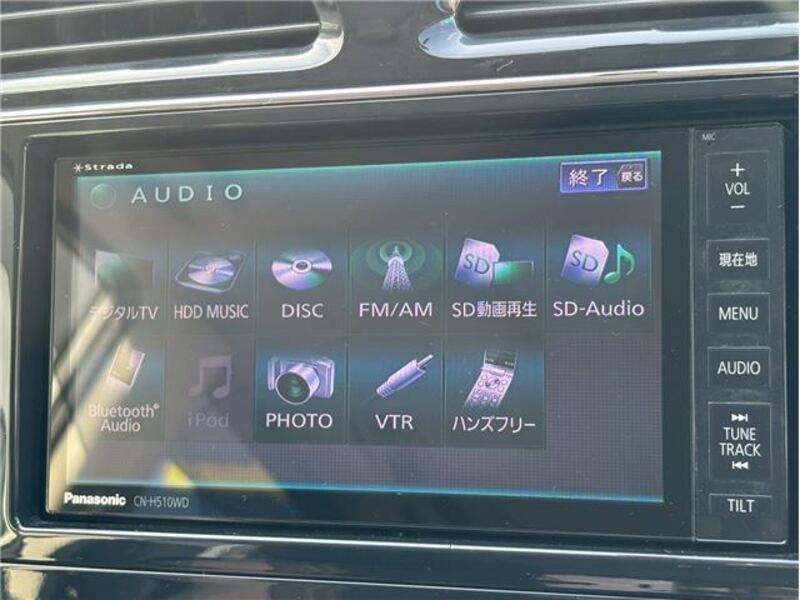 Strada
AUDIO
終了 戻る
デジタルTV
HDD MUSIC
DISC
FM/AM
SD
SD動画再生
SD
SD-Audio
Bluetooth®
Audio
iPod
PHOTO
VTR
ハンズフリー
Panasonic CN-H510WD
MIC
+
VOL
−
現在地
MENU
AUDIO
TUNE
TRACK
TILT